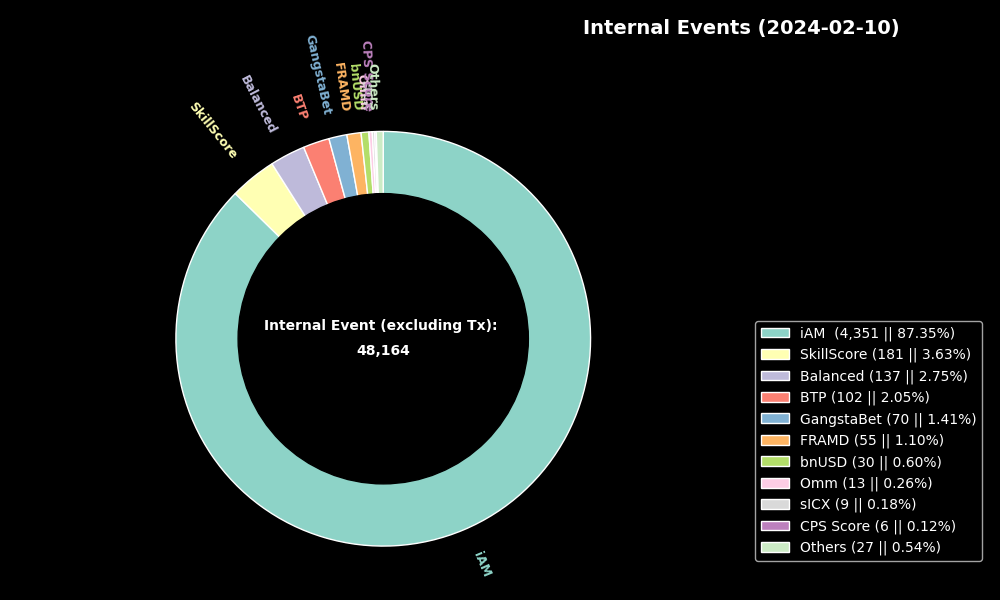 Internal Events (2024-02-10)
SkillScore
Balanced
BTP
GangstaBet
FRAMD
bnUSD
CPS
Others
Internal Event (excluding Tx):
48,164
iAM
iAM  (4,351 || 87.35%)
SkillScore (181 || 3.63%)
Balanced (137 || 2.75%)
BTP (102 || 2.05%)
GangstaBet (70 || 1.41%)
FRAMD (55 || 1.10%)
bnUSD (30 || 0.60%)
Omm (13 || 0.26%)
sICX (9 || 0.18%)
CPS Score (6 || 0.12%)
Others (27 || 0.54%)